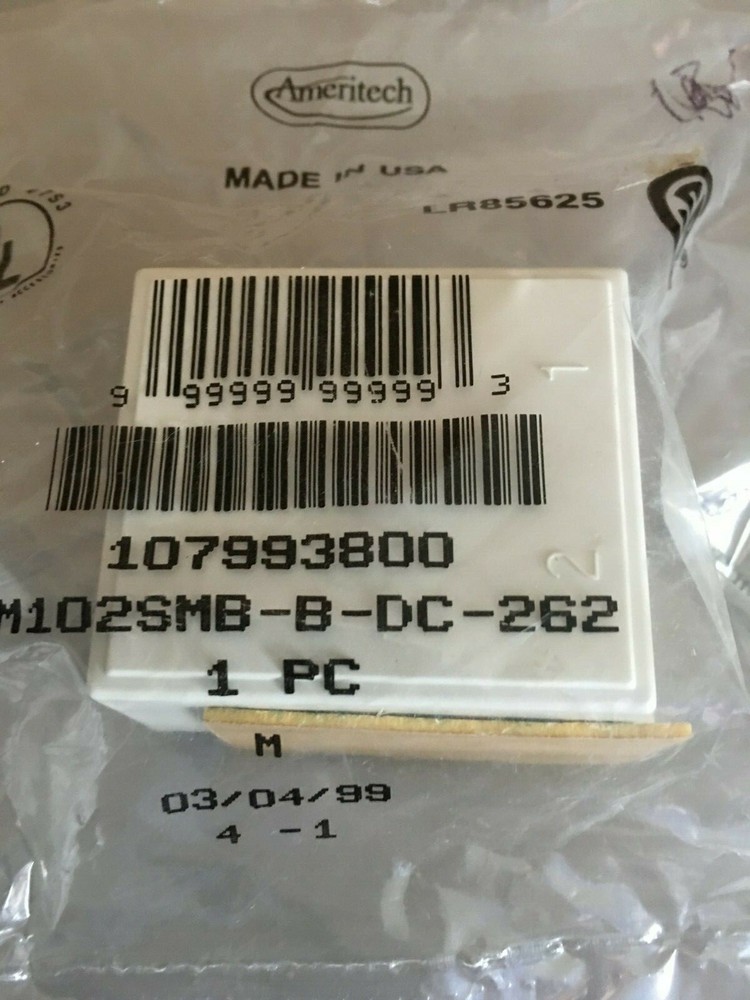 Ameritech
MADE IN USA
LR85625
1
9 99999 99999 3
2
107993800
M102SMB-B-DC-262
1 PC
M
03/04/99
4 -1